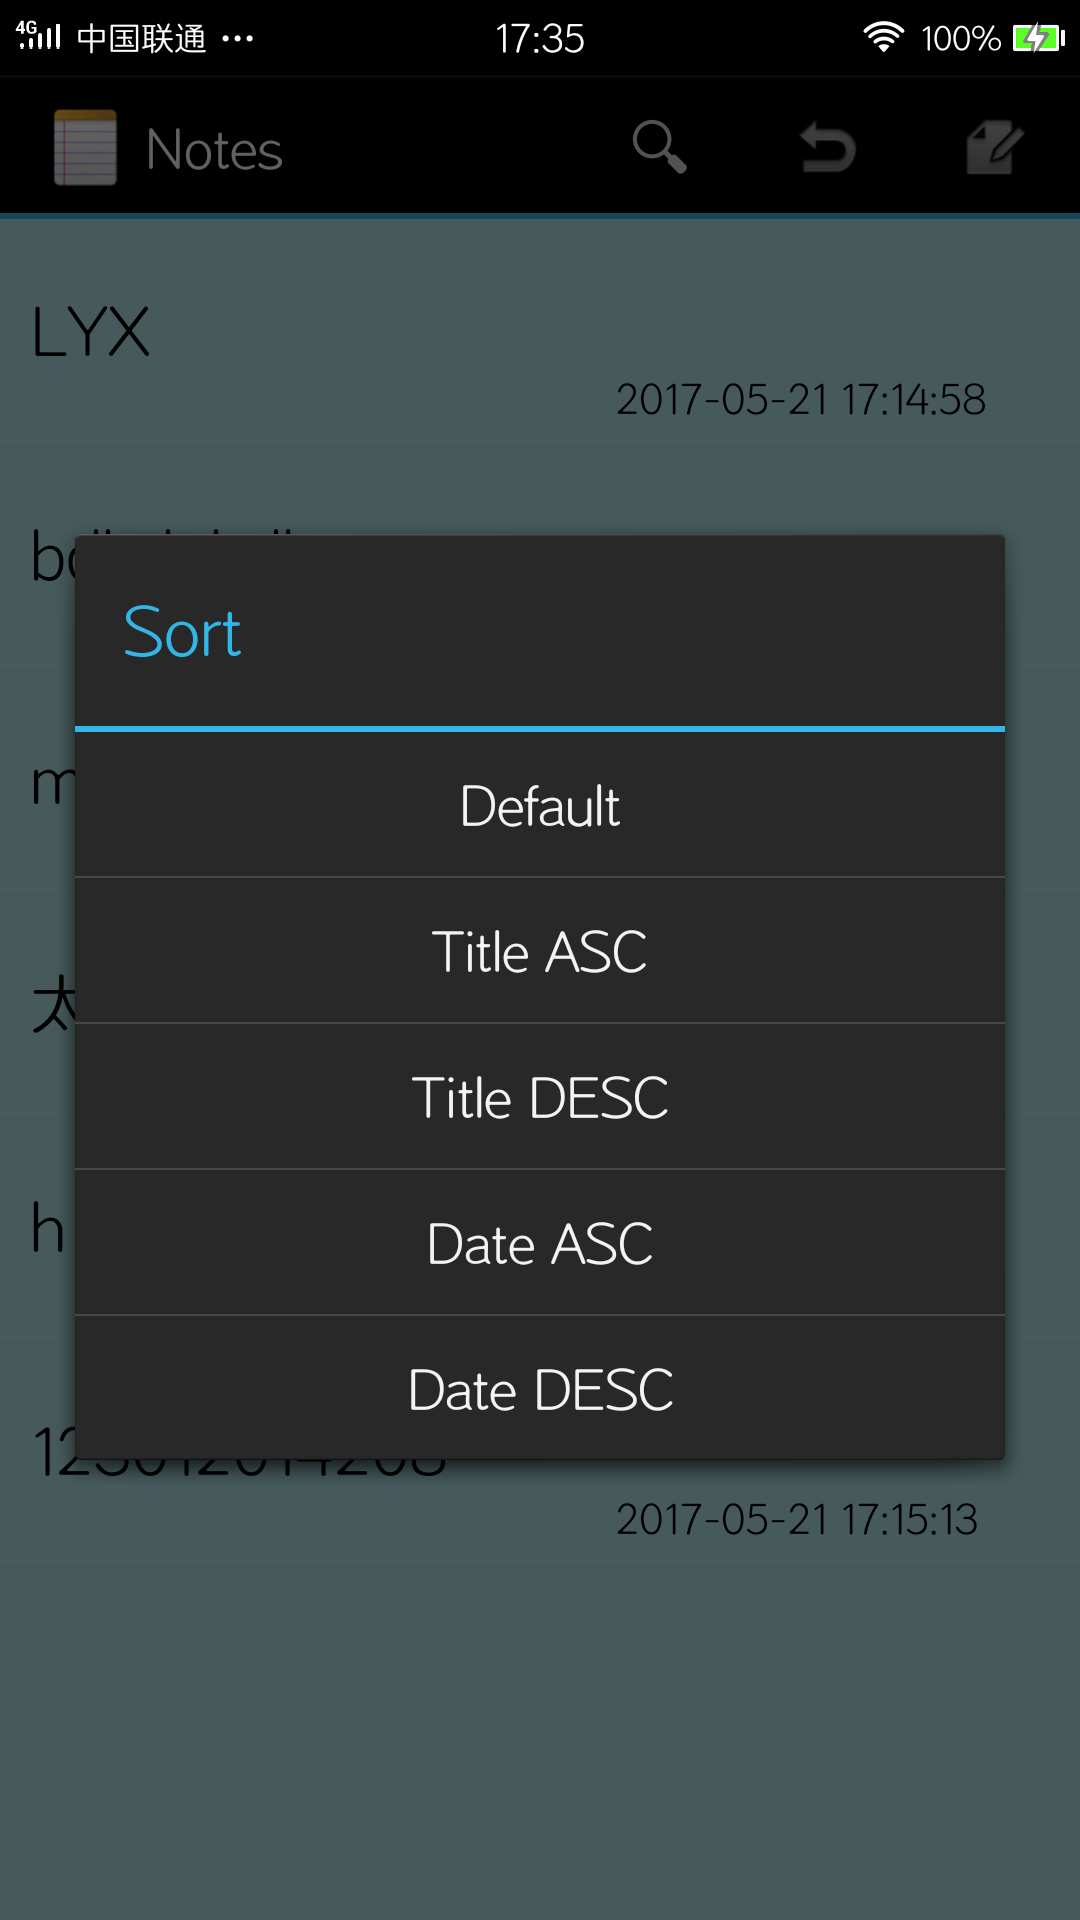 4G 中国联通 ... 17:35 100%
Notes
LYX
2017-05-21 17:14:58
Sort
Default
Title ASC
Title DESC
Date ASC
h
Date DESC
2017-05-21 17:15:13